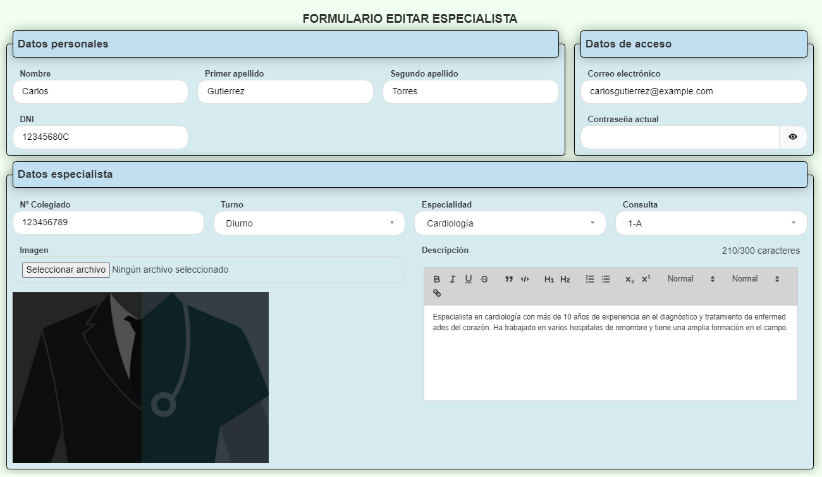 FORMULARIO EDITAR ESPECIALISTA
Datos personales
Nombre
Primer apellido
Segundo apellido
Carlos
Gutierrez
Torres
DNI
12345680C
Datos de acceso
Correo electrónico
carlosgutierrez@example.com
Contraseña actual
Datos especialista
Nº Colegiado
Turno
Especialidad
Consulta
123456789
Diurno
Cardiología
1-A
Imagen
Seleccionar archivo Ningún archivo seleccionado
Descripción
210/300 caracteres
B I U S H1 H2 x₂ x² Normal Normal
Especialista en cardiología con más de 10 años de experiencia en el diagnóstico y tratamiento de enfermed
ades del corazón. Ha trabajado en varios hospitales de renombre y tiene una amplia formación en el campo.